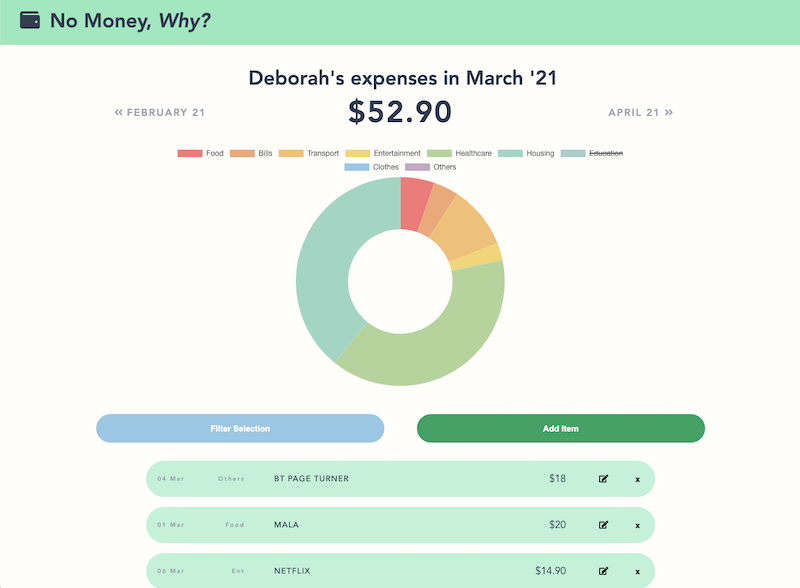 No Money, Why?
Deborah's expenses in March '21
« FEBRUARY 21
$52.90
APRIL 21 »
Food Bills Transport Entertainment Healthcare Housing Education
Clothes Others
Filter Selection
Add Item
04 Mar Others BT PAGE TURNER $18 x
01 Mar Food MALA $20 x
06 Mar Ent NETFLIX $14.90 x